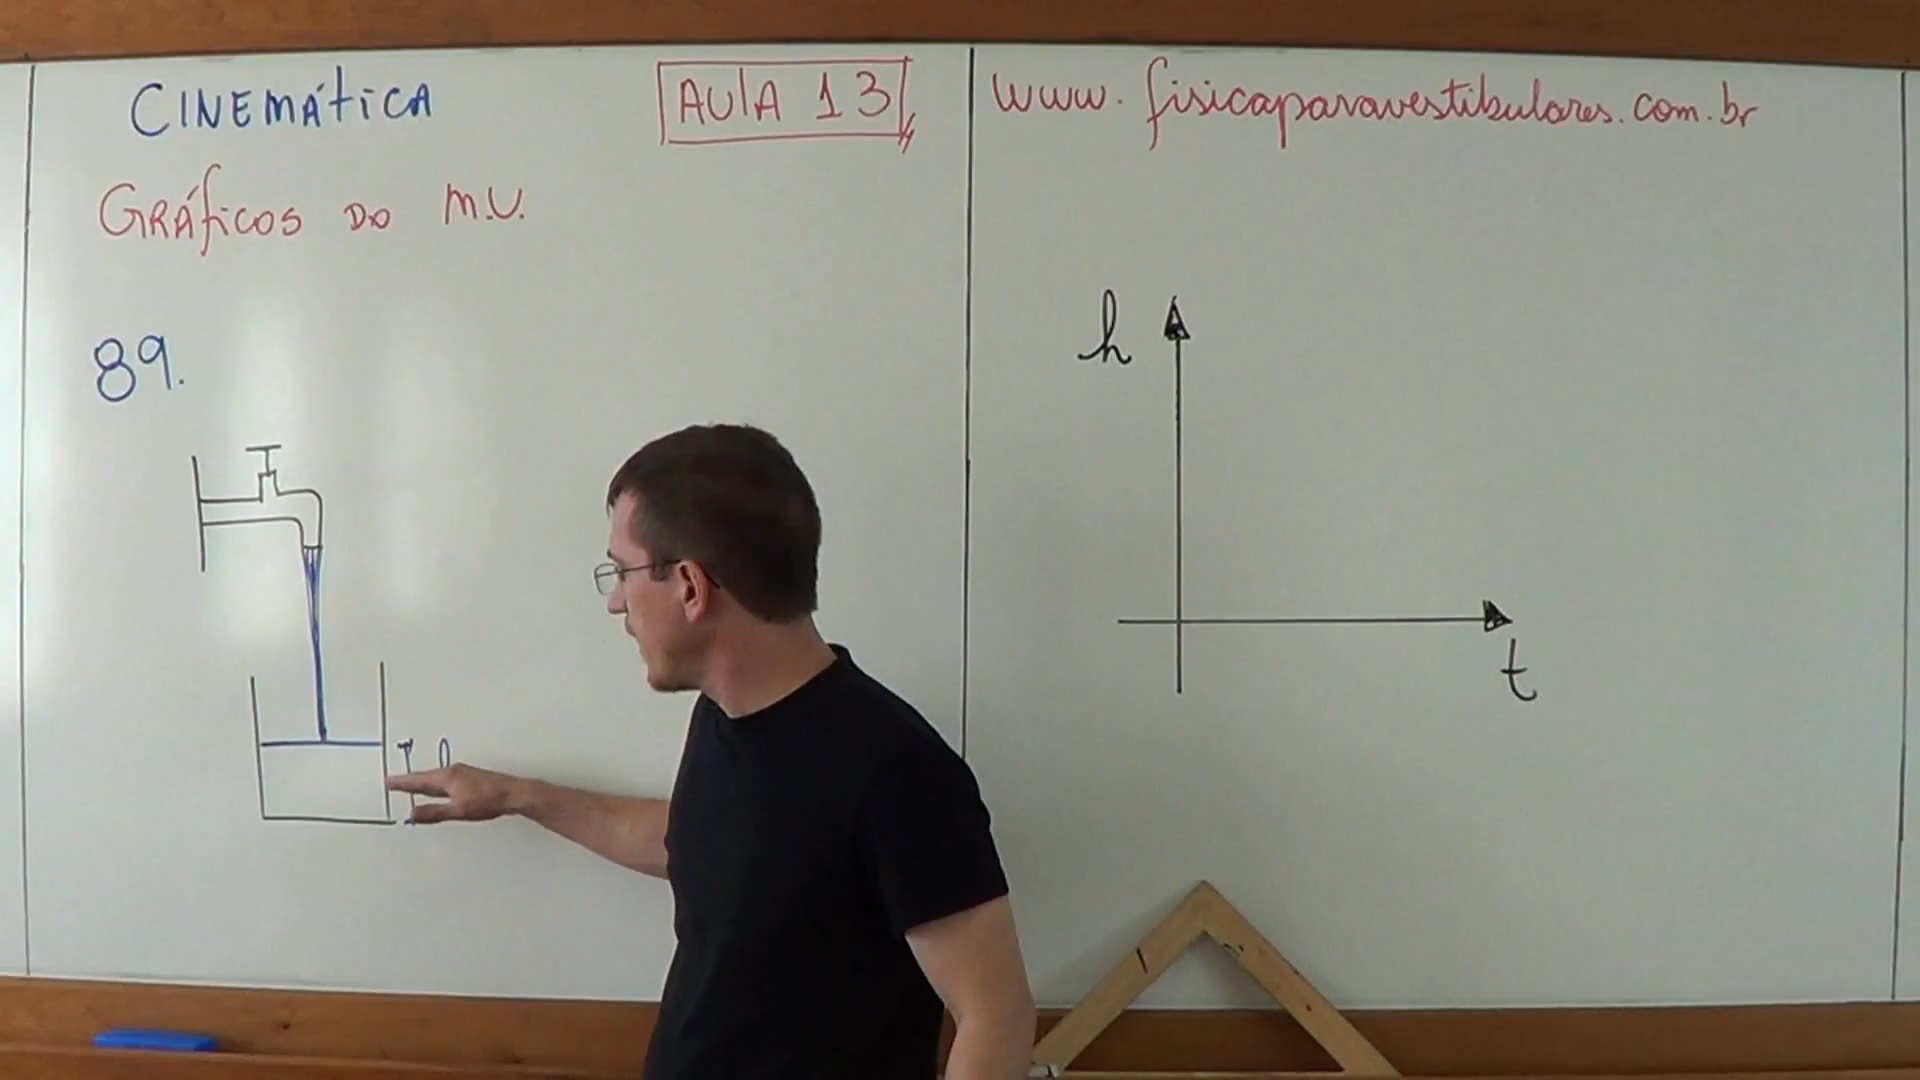 CINEMÁTICA
AULA 13
www.fisicaparavestibulares.com.br
GRÁFICOS DO M.U.
89.
h
t